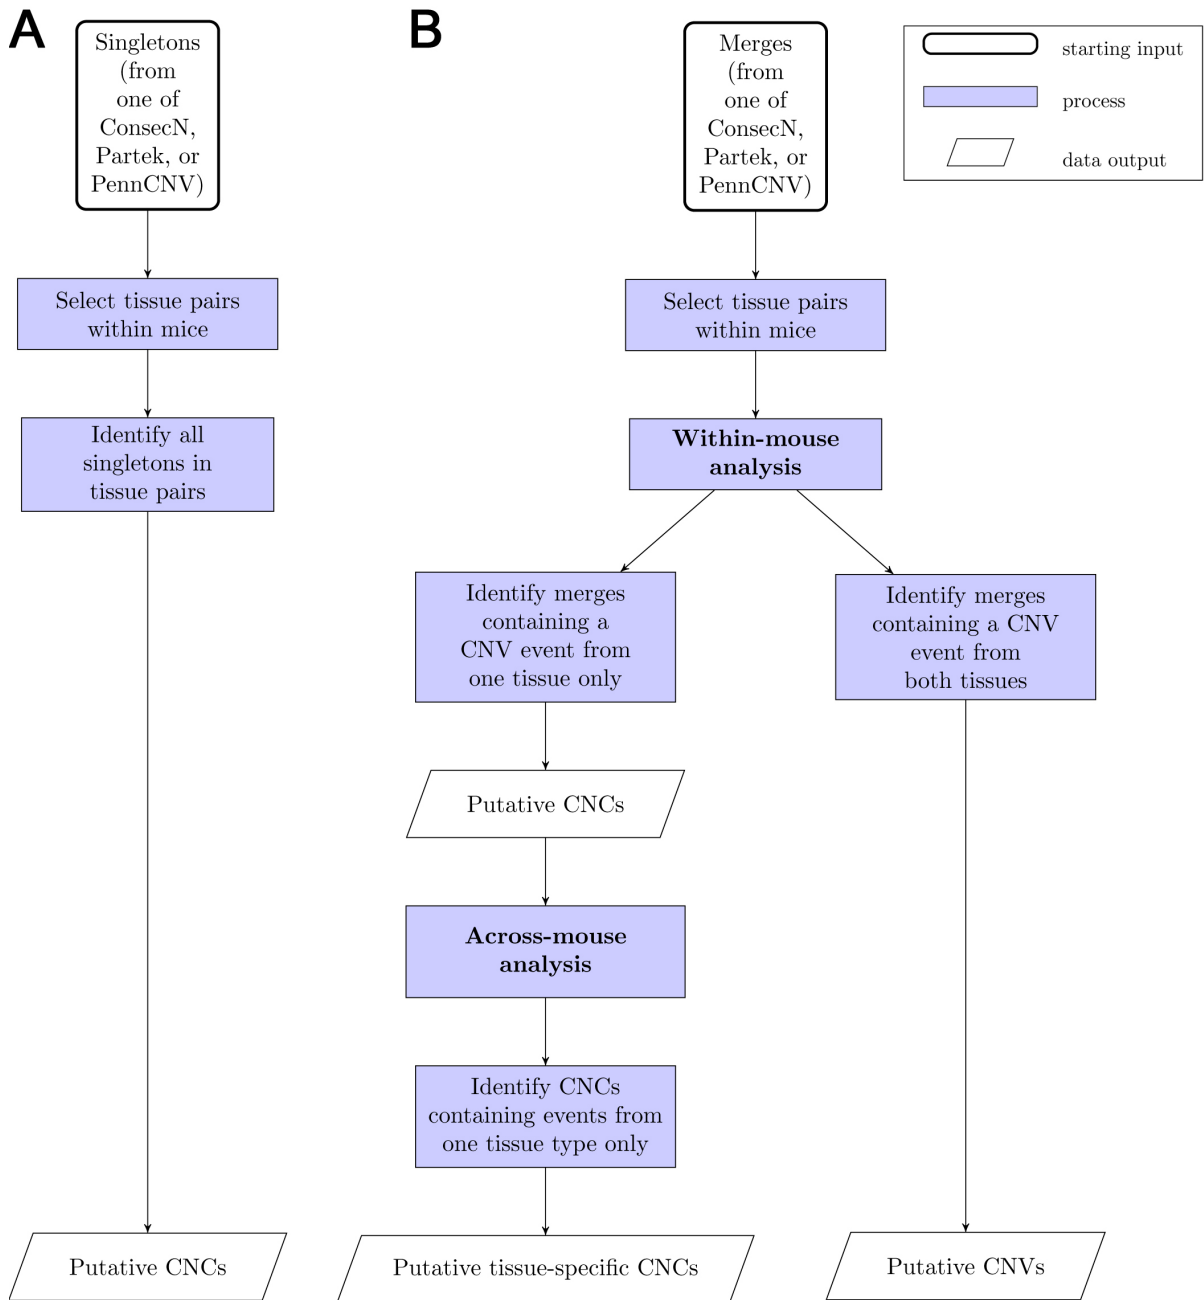 A
Singletons
(from
one of
ConsecN,
Partek, or
PennCNV)
Select tissue pairs
within mice
Identify all
singletons in
tissue pairs
Putative CNCs
B
Merges
(from
one of
ConsecN,
Partek, or
PennCNV)
Select tissue pairs
within mice
Within-mouse
analysis
Identify merges
containing a
CNV event from
one tissue only
Identify merges
containing a CNV
event from
both tissues
Putative CNCs
Across-mouse
analysis
Identify CNCs
containing events from
one tissue type only
Putative tissue-specific CNCs
Putative CNVs
starting input
process
data output